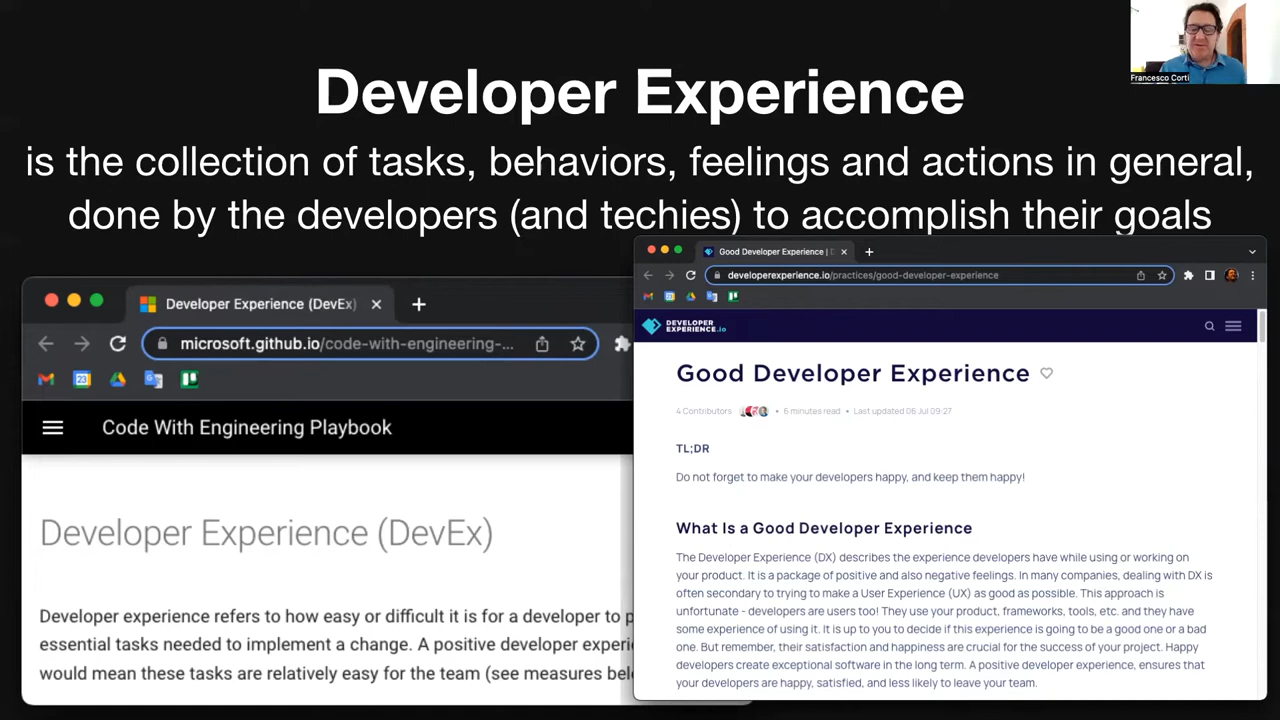 Francesco Corti
Developer Experience
is the collection of tasks, behaviors, feelings and actions in general,
done by the developers (and techies) to accomplish their goals
Developer Experience (DevEx)
microsoft.github.io/code-with-engineering-...
23
Code With Engineering Playbook
Developer Experience (DevEx)
Developer experience refers to how easy or difficult it is for a developer to
essential tasks needed to implement a change. A positive developer
would mean these tasks are relatively easy for the team (see measures
Good Developer Experience |
developerexperience.io/practices/good-developer-experience
DEVELOPER
EXPERIENCE.io
Good Developer Experience
4 Contributors • 6 minutes read • Last updated 06 Jul 09:27
TL;DR
Do not forget to make your developers happy, and keep them happy!
What Is a Good Developer Experience
The Developer Experience (DX) describes the experience developers have while using or working on
your product. It is a package of positive and also negative feelings. In many companies, dealing with DX is
often secondary to trying to make a User Experience (UX) as good as possible. This approach is
unfortunate - developers are users too! They use your product, frameworks, tools, etc. and they have
some experience of using it. It is up to you to decide if this experience is going to be a good one or a bad
one. But remember, their satisfaction and happiness are crucial for the success of your project. Happy
developers create exceptional software in the long term. A positive developer experience, ensures that
your developers are happy, satisfied, and less likely to leave your team.